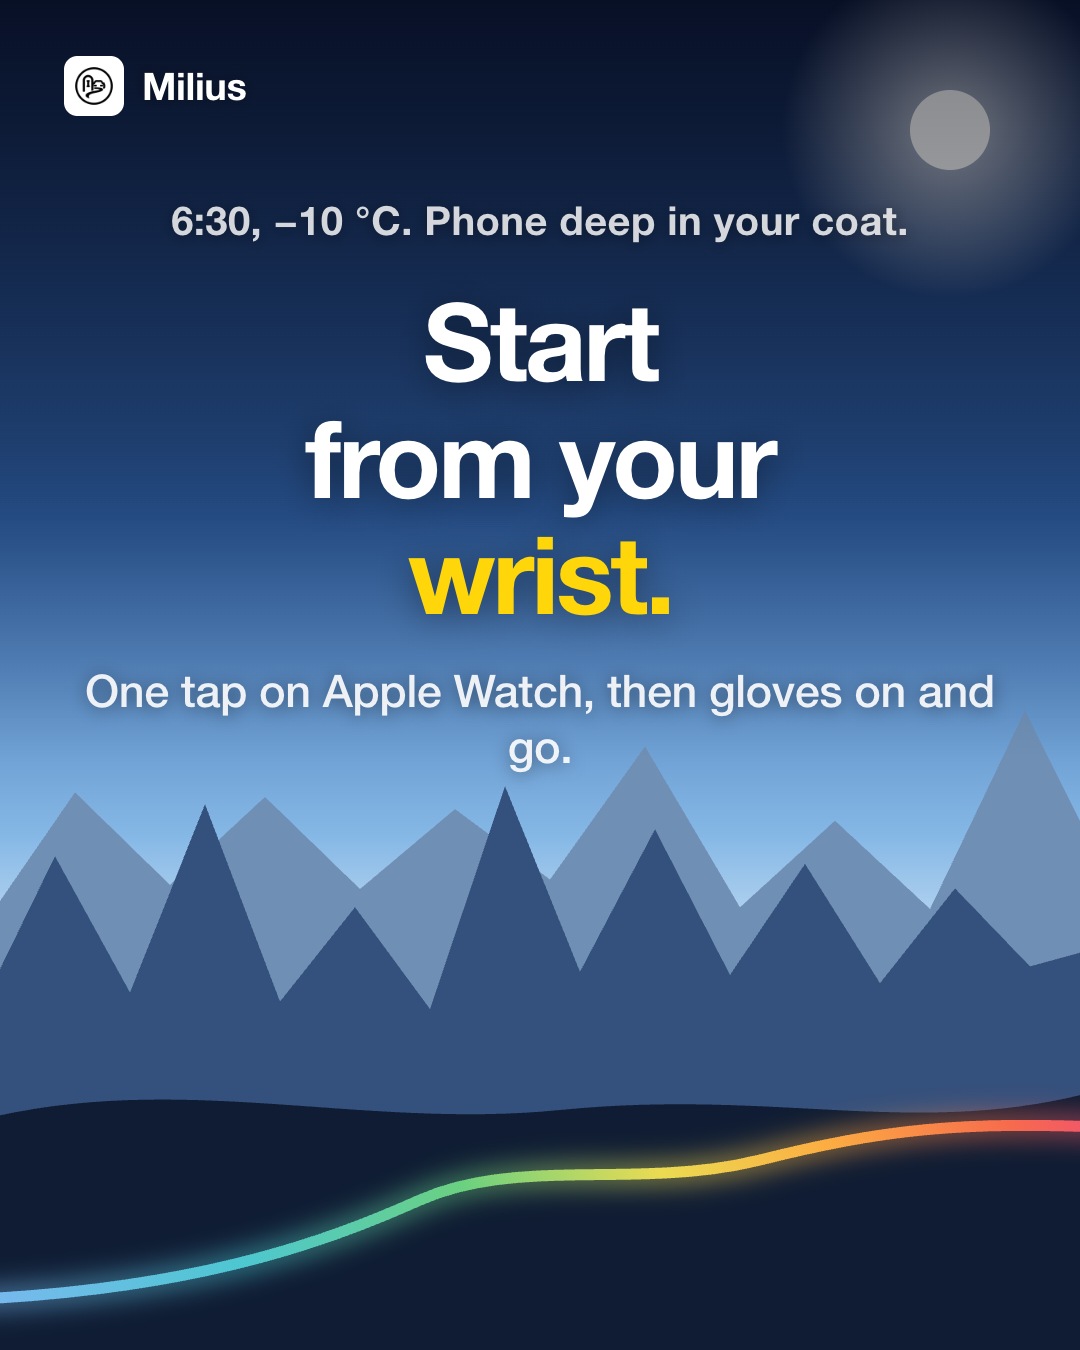 Milius
6:30, −10 °C. Phone deep in your coat.
Start
from your
wrist.
One tap on Apple Watch, then gloves on and
go.